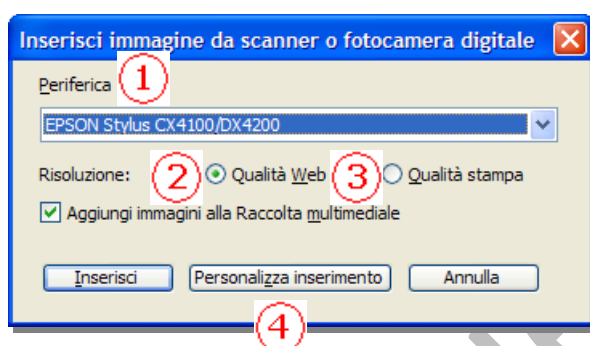 Inserisci immagine da scanner o fotocamera digitale
Periferica 1
EPSON Stylus CX4100/DX4200
Risoluzione: 2 Qualità Web 3 Qualità stampa
Aggiungi immagini alla Raccolta multimediale
Inserisci Personalizza inserimento Annulla
4